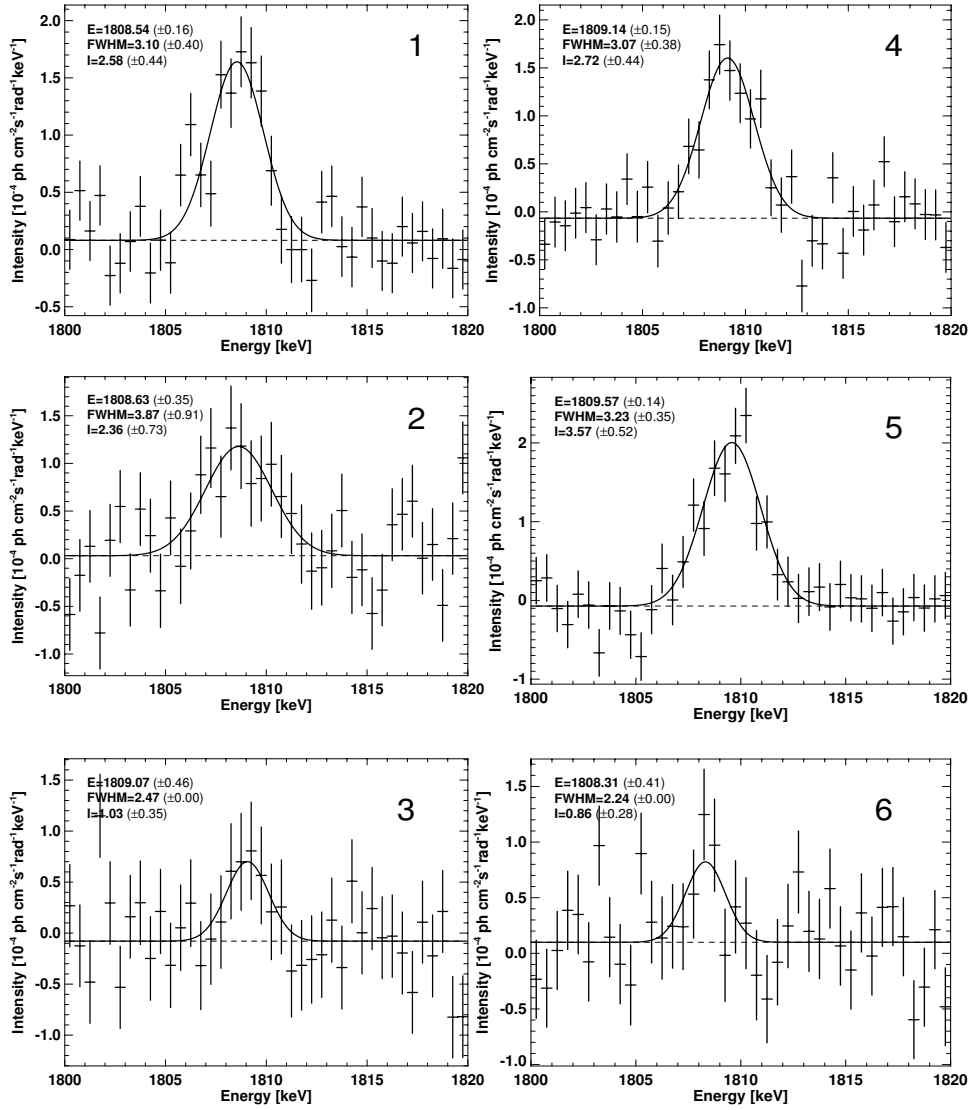 E=1808.54 (±0.16)
FWHM=3.10 (±0.40)
I=2.58 (±0.44)
1
2.0
1.5
1.0
0.5
0.0
-0.5
Intensity [10⁻⁴ ph cm⁻²s⁻¹rad⁻¹keV⁻¹]
1800 1805 1810 1815 1820
Energy [keV]
E=1809.14 (±0.15)
FWHM=3.07 (±0.38)
I=2.72 (±0.44)
4
2.0
1.5
1.0
0.5
-0.0
-0.5
-1.0
Intensity [10⁻⁴ ph cm⁻²s⁻¹rad⁻¹keV⁻¹]
1800 1805 1810 1815 1820
Energy [keV]
E=1808.63 (±0.35)
FWHM=3.87 (±0.91)
I=2.36 (±0.73)
2
1.5
1.0
0.5
0.0
-0.5
-1.0
Intensity [10⁻⁴ ph cm⁻²s⁻¹rad⁻¹keV⁻¹]
1800 1805 1810 1815 1820
Energy [keV]
E=1809.57 (±0.14)
FWHM=3.23 (±0.35)
I=3.57 (±0.52)
5
2
1
0
-1
Intensity [10⁻⁴ ph cm⁻²s⁻¹rad⁻¹keV⁻¹]
1800 1805 1810 1815 1820
Energy [keV]
E=1809.07 (±0.46)
FWHM=2.47 (±0.00)
I=1.03 (±0.35)
3
1.5
1.0
0.5
-0.0
-0.5
-1.0
Intensity [10⁻⁴ ph cm⁻²s⁻¹rad⁻¹keV⁻¹]
1800 1805 1810 1815 1820
Energy [keV]
E=1808.31 (±0.41)
FWHM=2.24 (±0.00)
I=0.86 (±0.28)
6
1.5
1.0
0.5
0.0
-0.5
-1.0
Intensity [10⁻⁴ ph cm⁻²s⁻¹rad⁻¹keV⁻¹]
1800 1805 1810 1815 1820
Energy [keV]